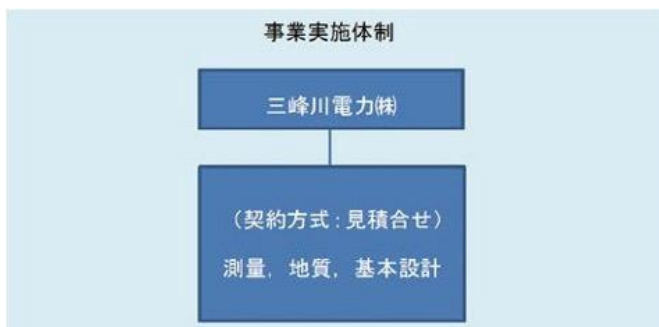 事業実施体制
三峰川電力㈱
（契約方式：見積合せ）
測量，地質，基本設計